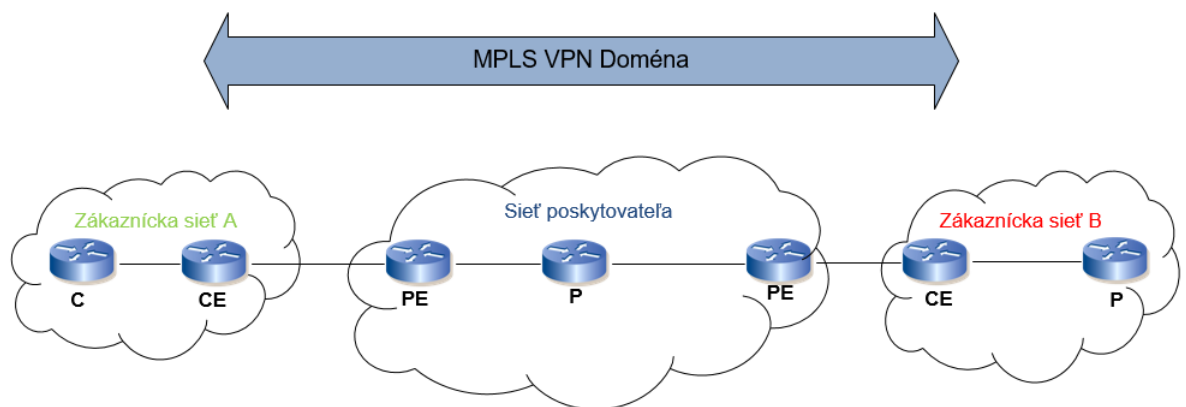 MPLS VPN Doména
Zákaznícka sieť A
Sieť poskytovateľa
Zákaznícka sieť B
C
CE
PE
P
PE
CE
P